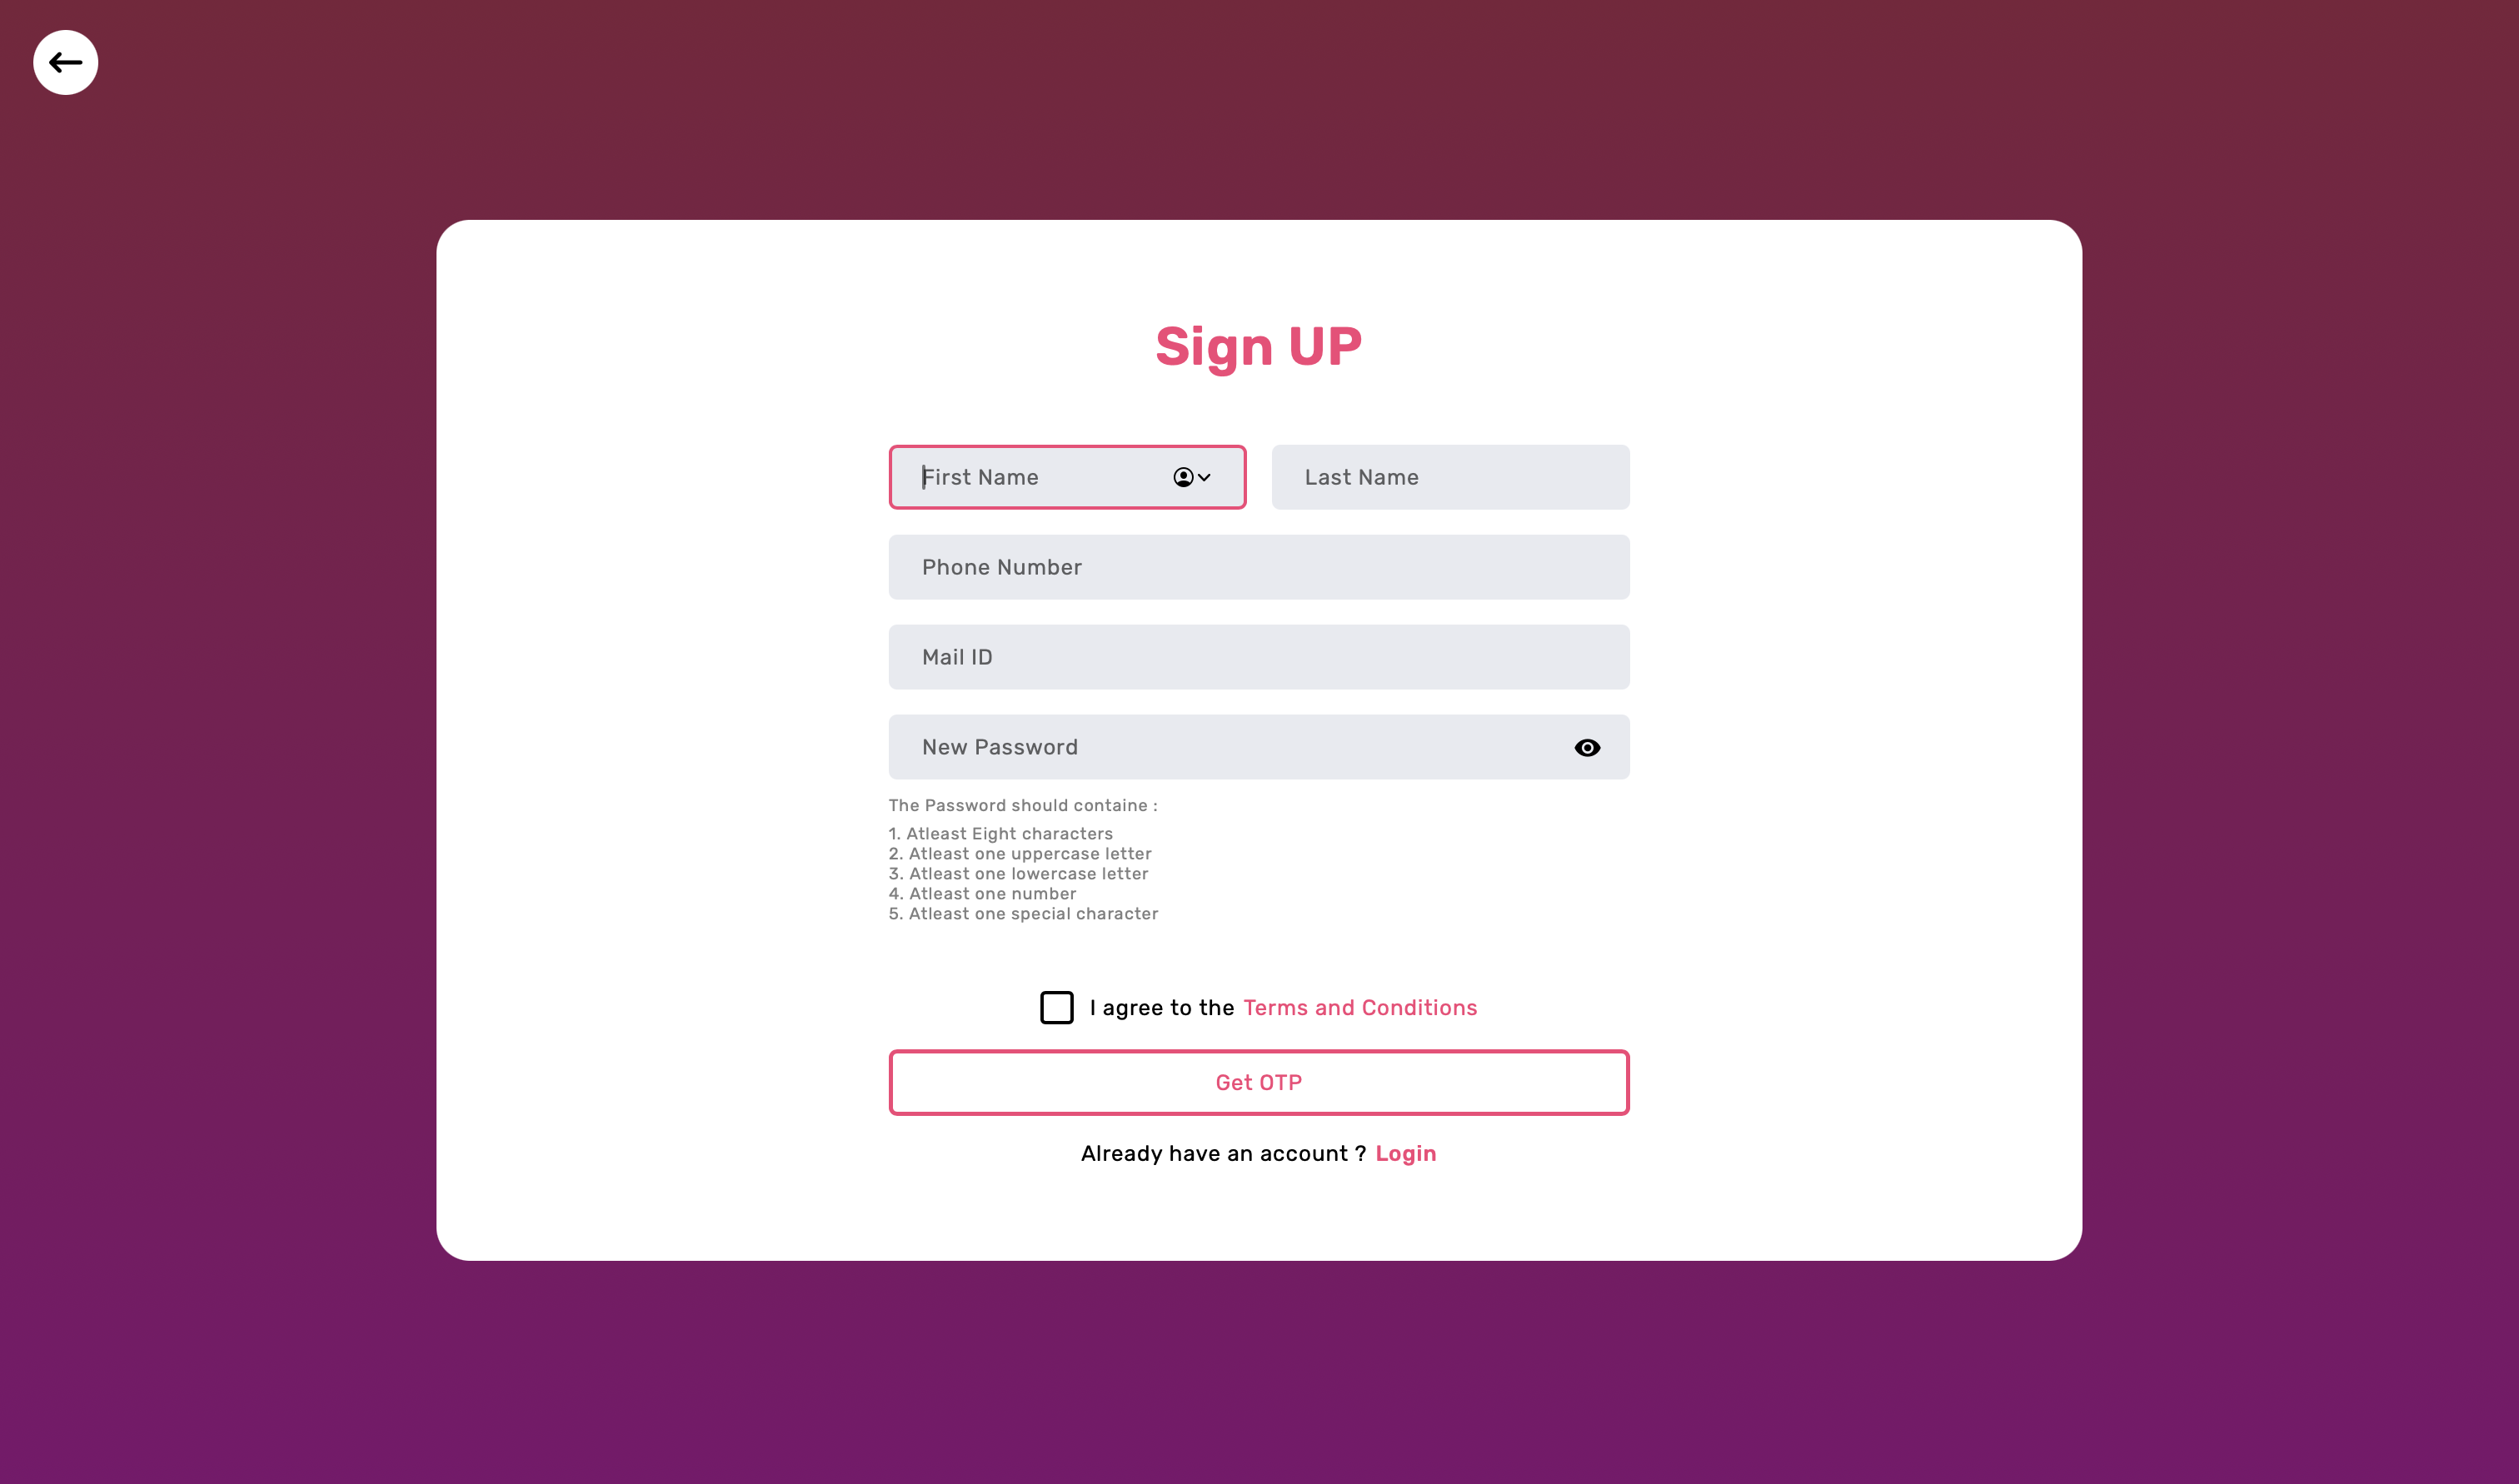 Sign UP
First Name
Last Name
Phone Number
Mail ID
New Password
The Password should containe :
1. Atleast Eight characters
2. Atleast one uppercase letter
3. Atleast one lowercase letter
4. Atleast one number
5. Atleast one special character
I agree to the Terms and Conditions
Get OTP
Already have an account ? Login